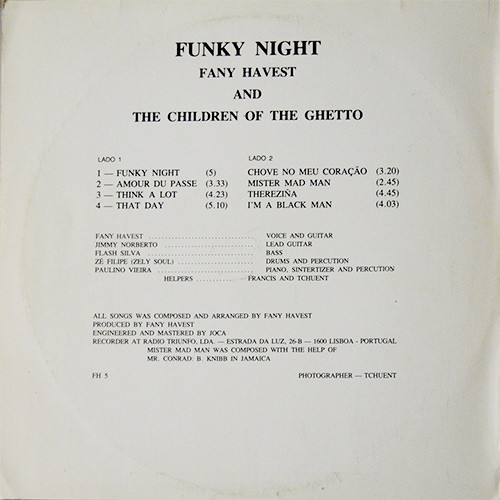 FUNKY NIGHT
FANY HAVEST
AND
THE CHILDREN OF THE GHETTO
LADO 1
1 — FUNKY NIGHT (5)
2 — AMOUR DU PASSE (3.33)
3 — THINK A LOT (4.23)
4 — THAT DAY (5.10)
LADO 2
CHOVE NO MEU CORAÇÃO (3.20)
MISTER MAD MAN (2.45)
THEREZIÑA (4.45)
I'M A BLACK MAN (4.03)
FANY HAVEST ........................ VOICE AND GUITAR
JIMMY NORBERTO ........................ LEAD GUITAR
FLASH SILVA ........................ BASS
ZÉ FILIPE (ZELY SOUL) ........................ DRUMS AND PERCUTION
PAULINO VIEIRA ........................ PIANO, SINTERTIZER AND PERCUTION
HELPERS ............ FRANCIS AND TCHUENT
ALL SONGS WAS COMPOSED AND ARRANGED BY FANY HAVEST
PRODUCED BY FANY HAVEST
ENGINEERED AND MASTERED BY JOCA
RECORDER AT RADIO TRIUNFO, LDA. — ESTRADA DA LUZ, 26-B — 1600 LISBOA - PORTUGAL
MISTER MAD MAN WAS COMPOSED WITH THE HELP OF
MR. CONRAD: B. KNIBB IN JAMAICA
FH 5
PHOTOGRAPHER — TCHUENT